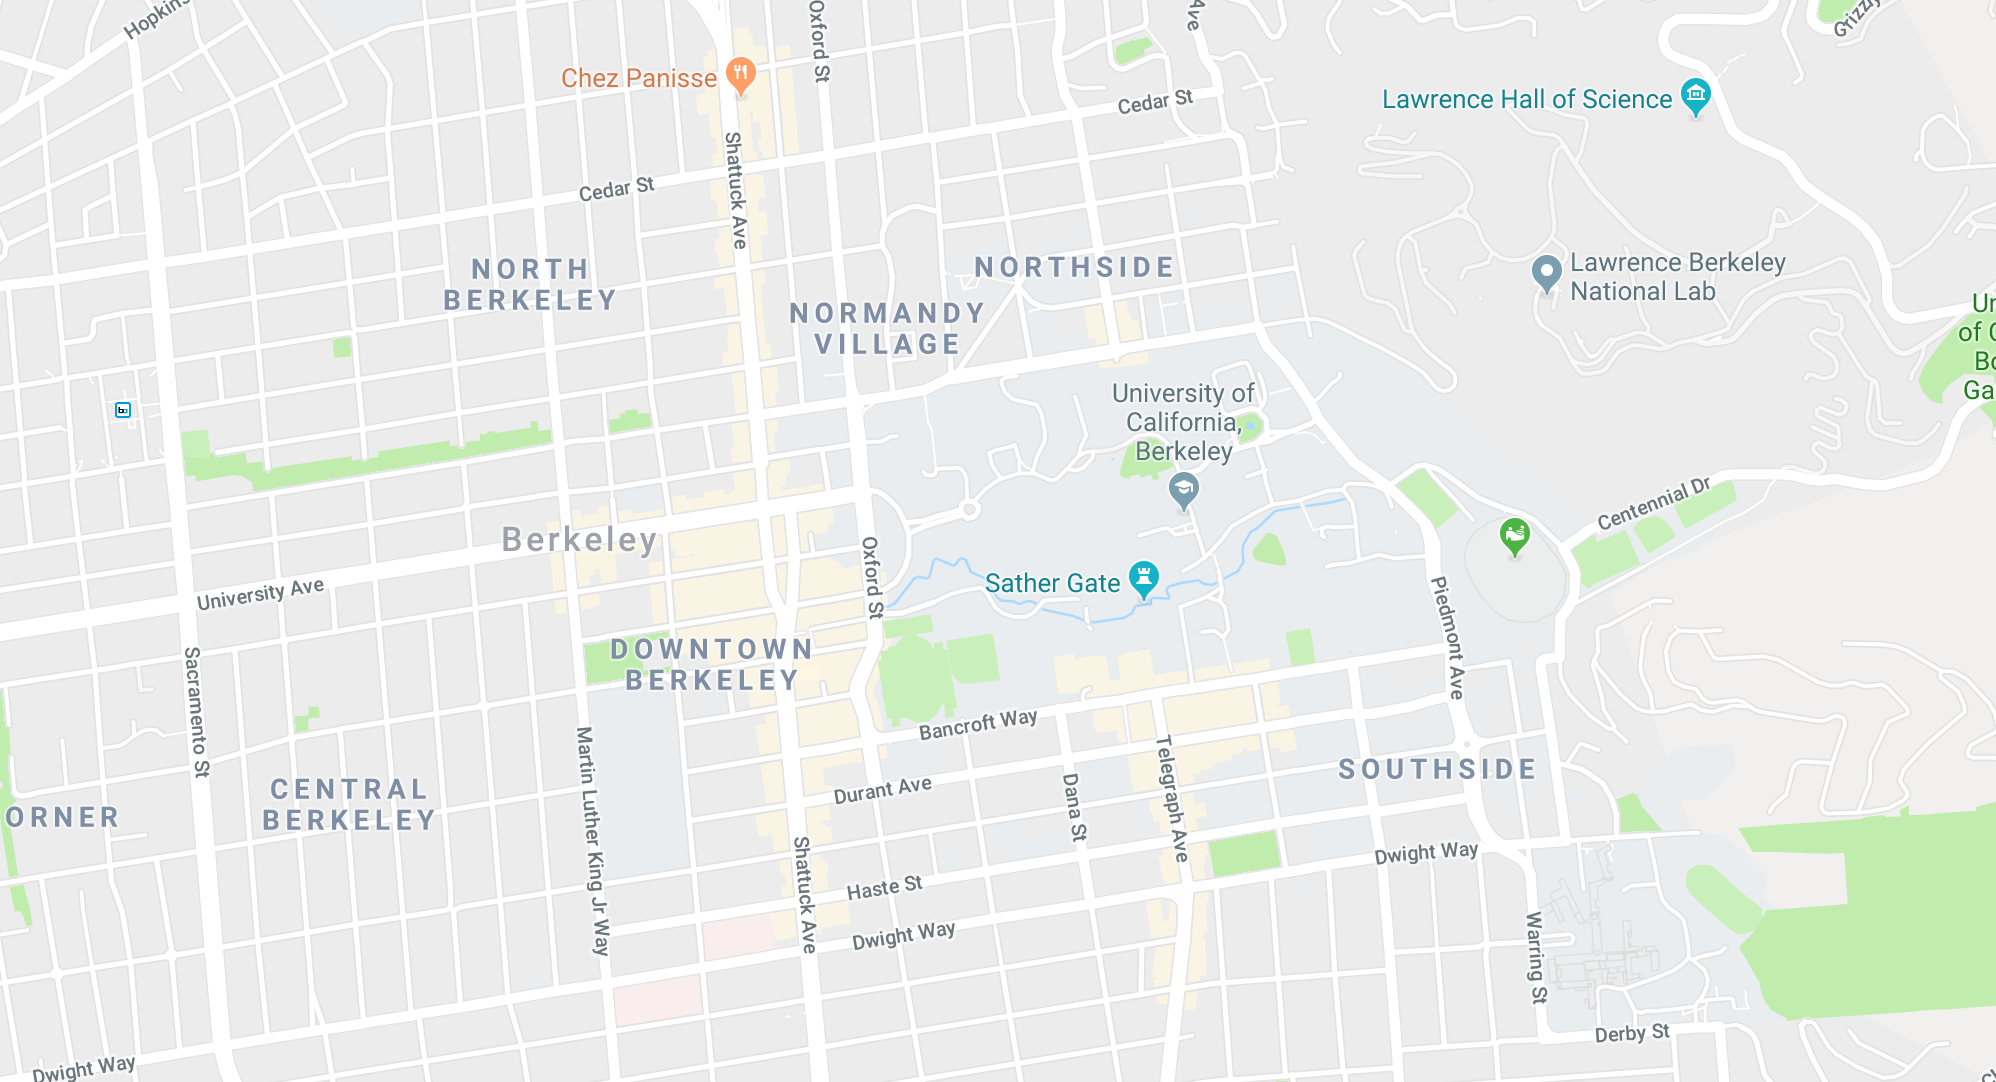 Hopkins
Oxford St
Ave
Grizzly
Chez Panisse
Cedar St
Lawrence Hall of Science
Shattuck Ave
Cedar St
NORTH
BERKELEY
NORTHSIDE
Lawrence Berkeley
National Lab
NORMANDY
VILLAGE
Un
of C
Bo
Ga
University of
California,
Berkeley
Centennial Dr
Berkeley
University Ave
Oxford St
Sather Gate
Piedmont Ave
DOWNTOWN
BERKELEY
Sacramento St
Bancroft Way
Martin Luther King Jr Way
Telegraph Ave
SOUTHSIDE
CENTRAL
BERKELEY
Durant Ave
Dana St
ORNER
Shattuck Ave
Haste St
Dwight Way
Dwight Way
Warring St
Derby St
Dwight Way